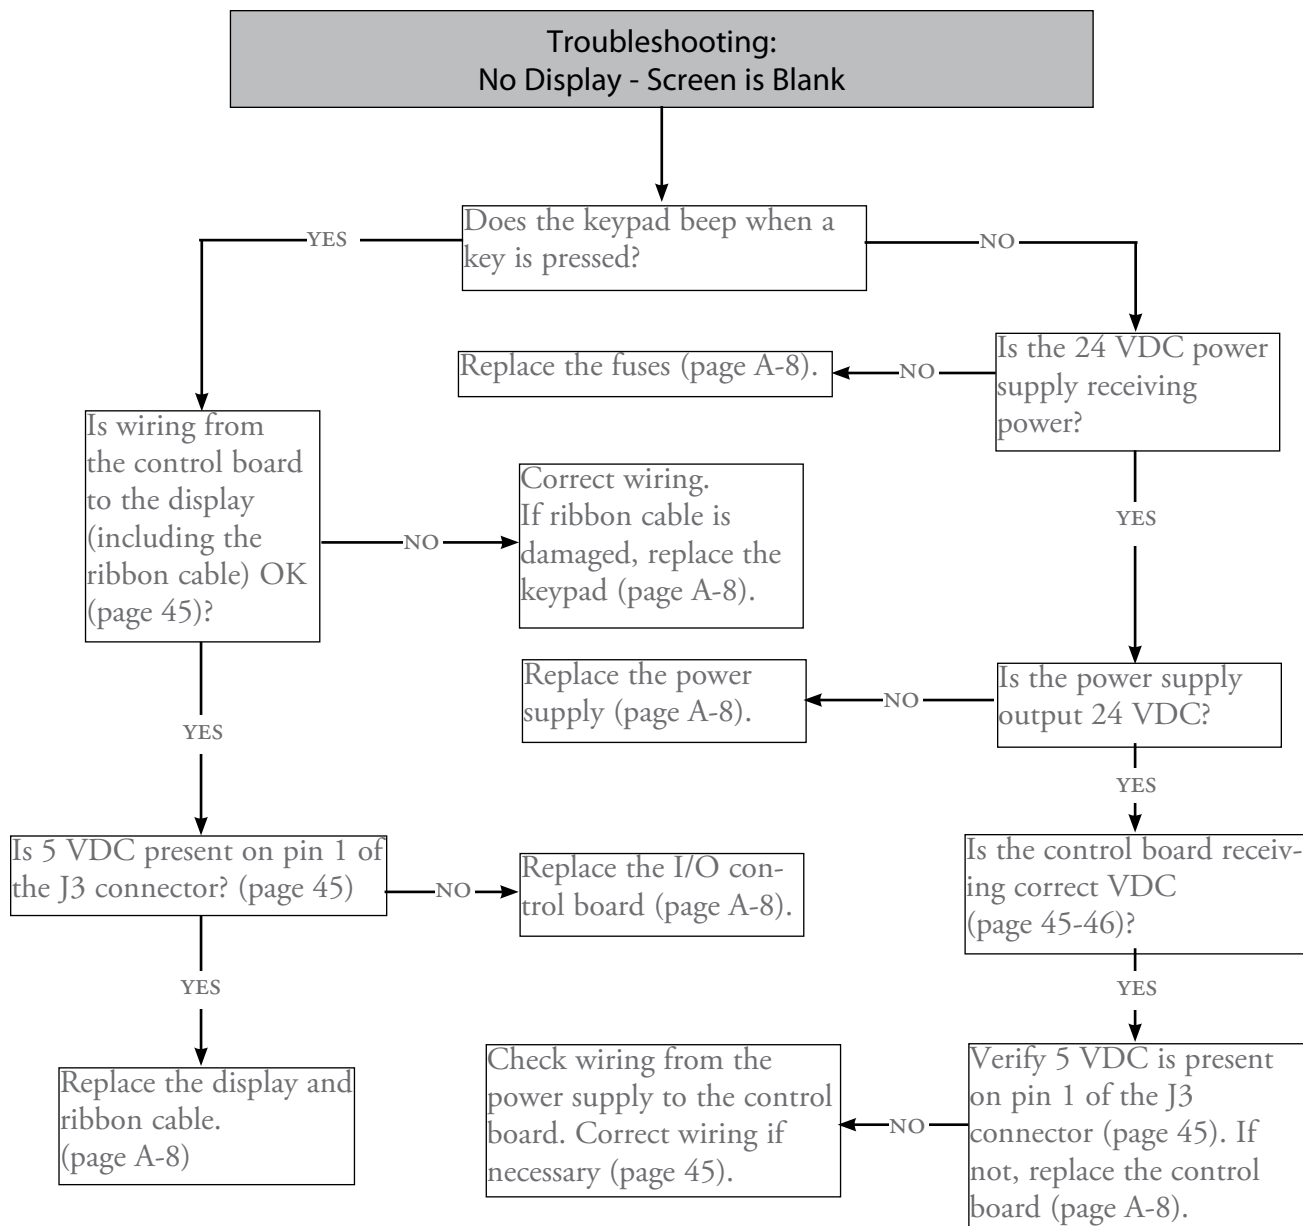 Troubleshooting:
No Display - Screen is Blank
Does the keypad beep when a
key is pressed?
YES
NO
Replace the fuses (page A-8).
NO
Is the 24 VDC power
supply receiving
power?
Is wiring from
the control board
to the display
(including the
ribbon cable) OK
(page 45)?
NO
Correct wiring.
If ribbon cable is
damaged, replace the
keypad (page A-8).
YES
Replace the power
supply (page A-8).
NO
Is the power supply
output 24 VDC?
YES
YES
Is 5 VDC present on pin 1 of
the J3 connector? (page 45)
NO
Replace the I/O con-
trol board (page A-8).
Is the control board receiv-
ing correct VDC
(page 45-46)?
YES
YES
Replace the display and
ribbon cable.
(page A-8)
Check wiring from the
power supply to the control
board. Correct wiring if
necessary (page 45).
NO
Verify 5 VDC is present
on pin 1 of the J3
connector (page 45). If
not, replace the control
board (page A-8).